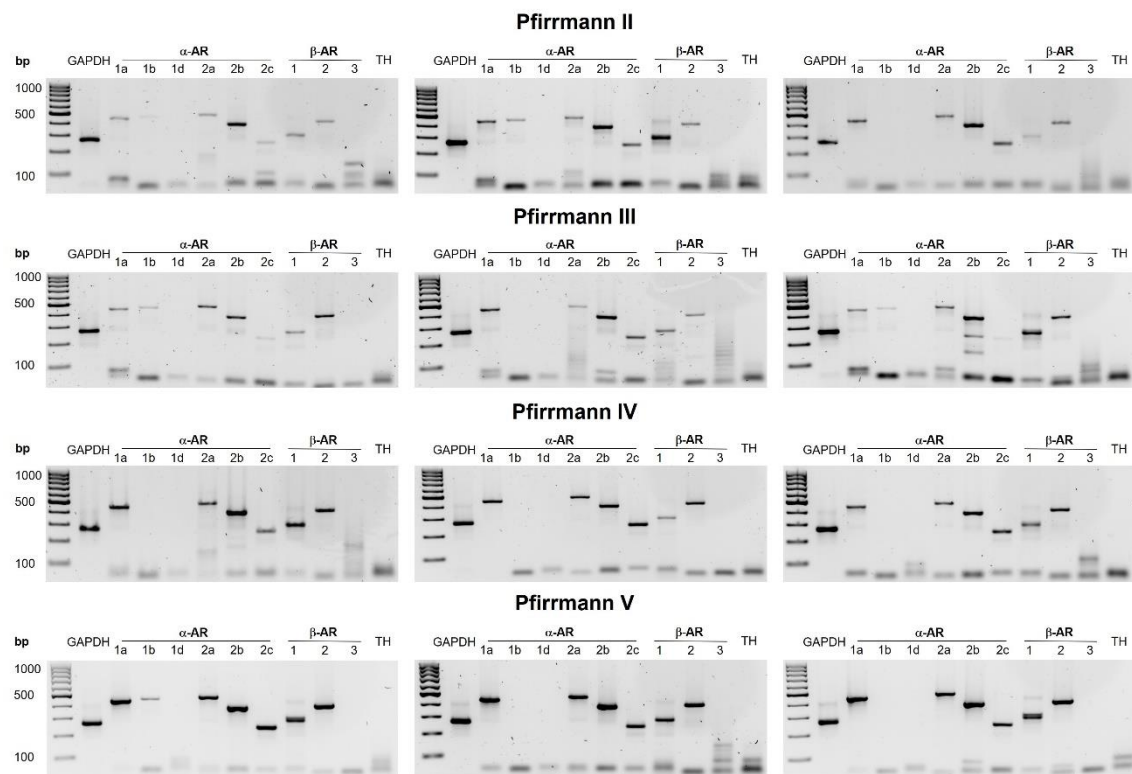 Pfirrmann II
α-AR β-AR α-AR β-AR α-AR β-AR
bp GAPDH 1a 1b 1d 2a 2b 2c 1 2 3 TH GAPDH 1a 1b 1d 2a 2b 2c 1 2 3 TH GAPDH 1a 1b 1d 2a 2b 2c 1 2 3 TH
1000
500
100
Pfirrmann III
α-AR β-AR α-AR β-AR α-AR β-AR
bp GAPDH 1a 1b 1d 2a 2b 2c 1 2 3 TH GAPDH 1a 1b 1d 2a 2b 2c 1 2 3 TH GAPDH 1a 1b 1d 2a 2b 2c 1 2 3 TH
1000
500
100
Pfirrmann IV
α-AR β-AR α-AR β-AR α-AR β-AR
bp GAPDH 1a 1b 1d 2a 2b 2c 1 2 3 TH GAPDH 1a 1b 1d 2a 2b 2c 1 2 3 TH GAPDH 1a 1b 1d 2a 2b 2c 1 2 3 TH
1000
500
100
Pfirrmann V
α-AR β-AR α-AR β-AR α-AR β-AR
bp GAPDH 1a 1b 1d 2a 2b 2c 1 2 3 TH GAPDH 1a 1b 1d 2a 2b 2c 1 2 3 TH GAPDH 1a 1b 1d 2a 2b 2c 1 2 3 TH
1000
500
100